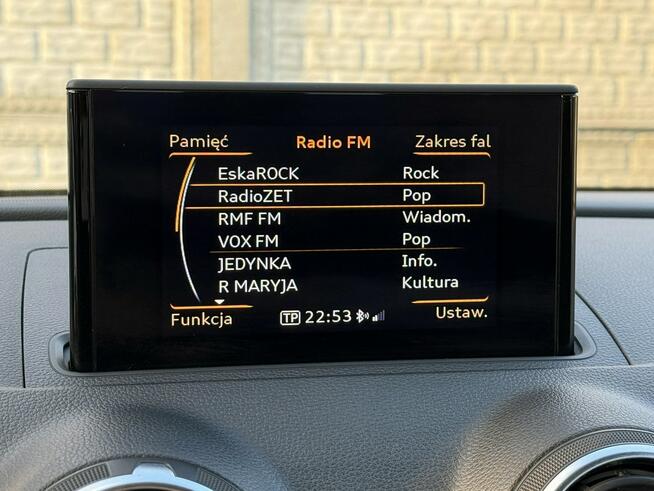 Pamięć Radio FM Zakres fal
EskaROCK Rock
RadioZET Pop
RMF FM Wiadom.
VOX FM Pop
JEDYNKA Info.
R MARYJA Kultura
Funkcja TP 22:53 Ustaw.